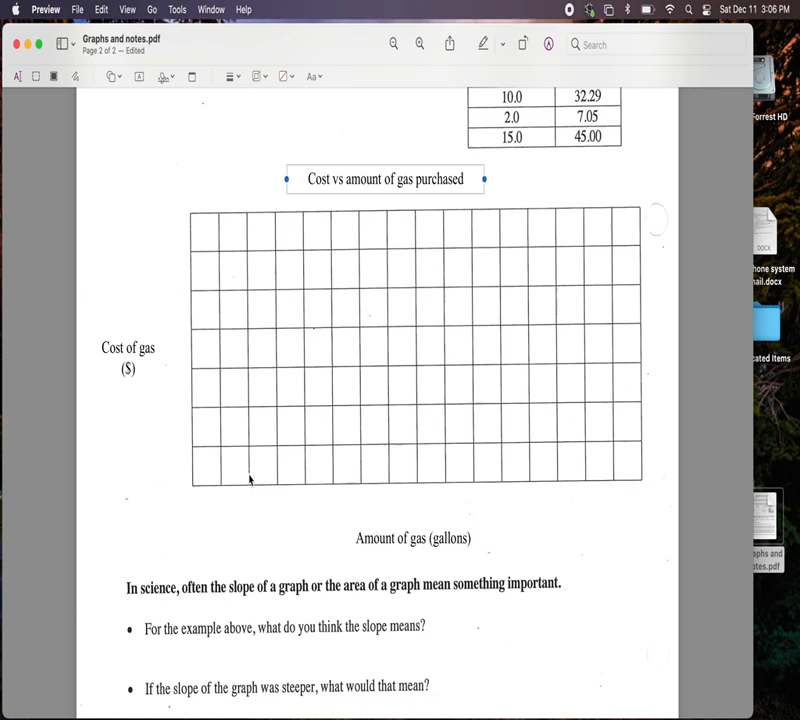 Preview File Edit View Go Tools Window Help Sat Dec 11 3:06 PM
Graphs and notes.pdf
Page 2 of 2 — Edited
Search
Aa
10.0 32.29
2.0 7.05
15.0 45.00
Cost vs amount of gas purchased
Cost of gas
($)
Amount of gas (gallons)
In science, often the slope of a graph or the area of a graph mean something important.
• For the example above, what do you think the slope means?
• If the slope of the graph was steeper, what would that mean?
orrest HD
DOCX
hone system
ail.docx
cated Items
aphs and
otes.pdf